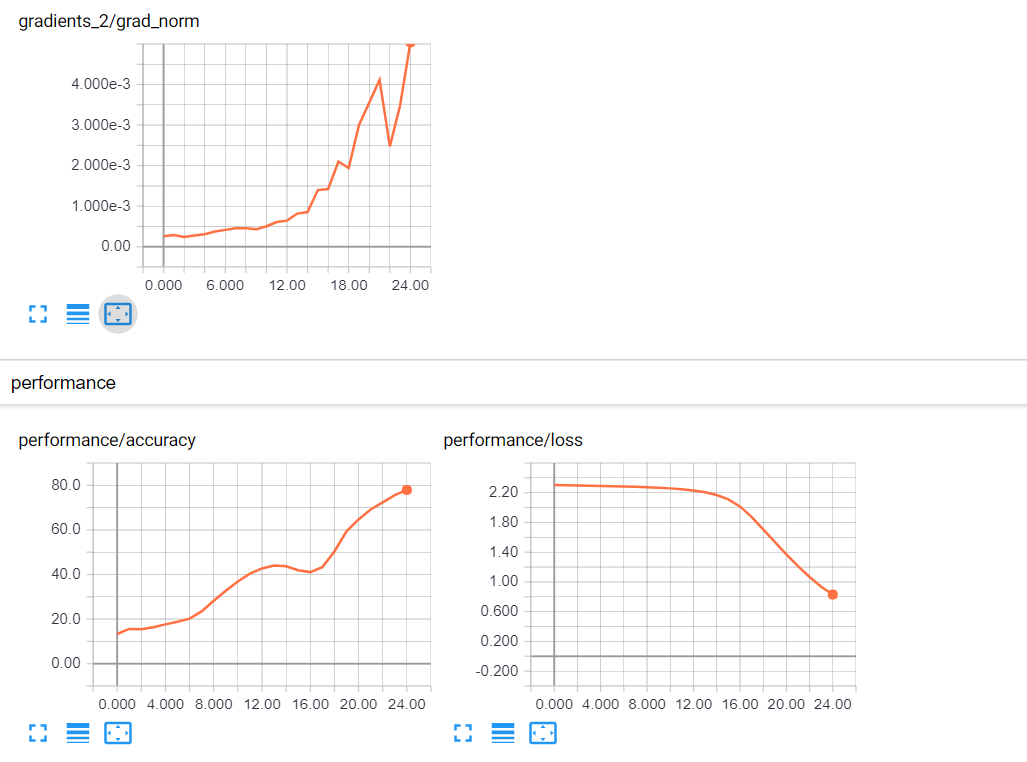 gradients_2/grad_norm
4.000e-3
3.000e-3
2.000e-3
1.000e-3
0.00
0.000 6.000 12.00 18.00 24.00
performance
performance/accuracy
80.0
60.0
40.0
20.0
0.00
0.000 4.000 8.000 12.00 16.00 20.00 24.00
performance/loss
2.20
1.80
1.40
1.00
0.600
0.200
-0.200
0.000 4.000 8.000 12.00 16.00 20.00 24.00